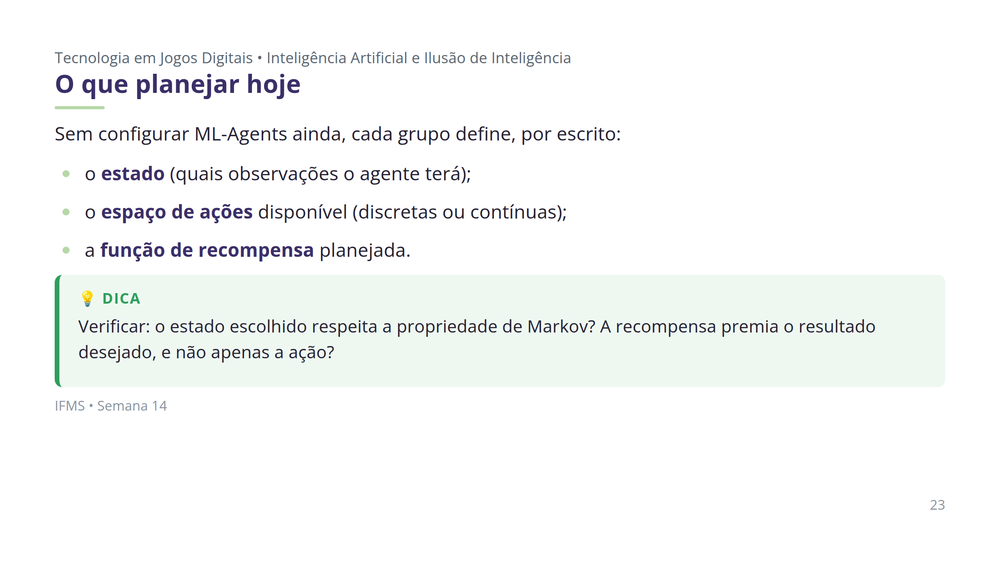 Tecnologia em Jogos Digitais • Inteligência Artificial e Ilusão de Inteligência
O que planejar hoje
Sem configurar ML-Agents ainda, cada grupo define, por escrito:
• o estado (quais observações o agente terá);
• o espaço de ações disponível (discretas ou contínuas);
• a função de recompensa planejada.
💡 DICA
Verificar: o estado escolhido respeita a propriedade de Markov? A recompensa premia o resultado
desejado, e não apenas a ação?
IFMS • Semana 14
23